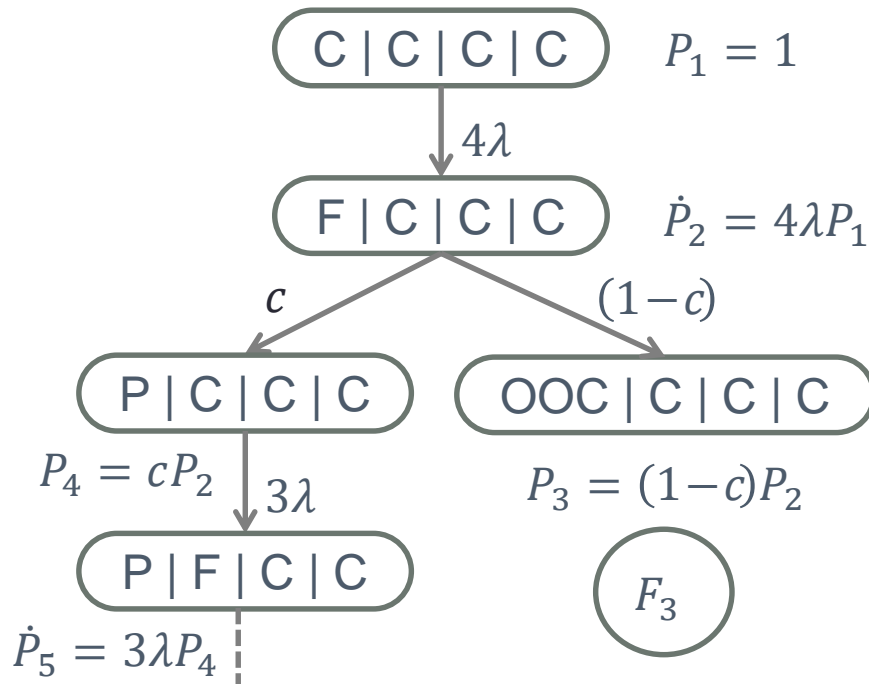 C | C | C | C
P₁ = 1
4λ
F | C | C | C
Ṗ₂ = 4λP₁
c
(1−c)
P | C | C | C
OOC | C | C | C
P₄ = cP₂
3λ
P₃ = (1−c)P₂
P | F | C | C
F₃
Ṗ₅ = 3λP₄